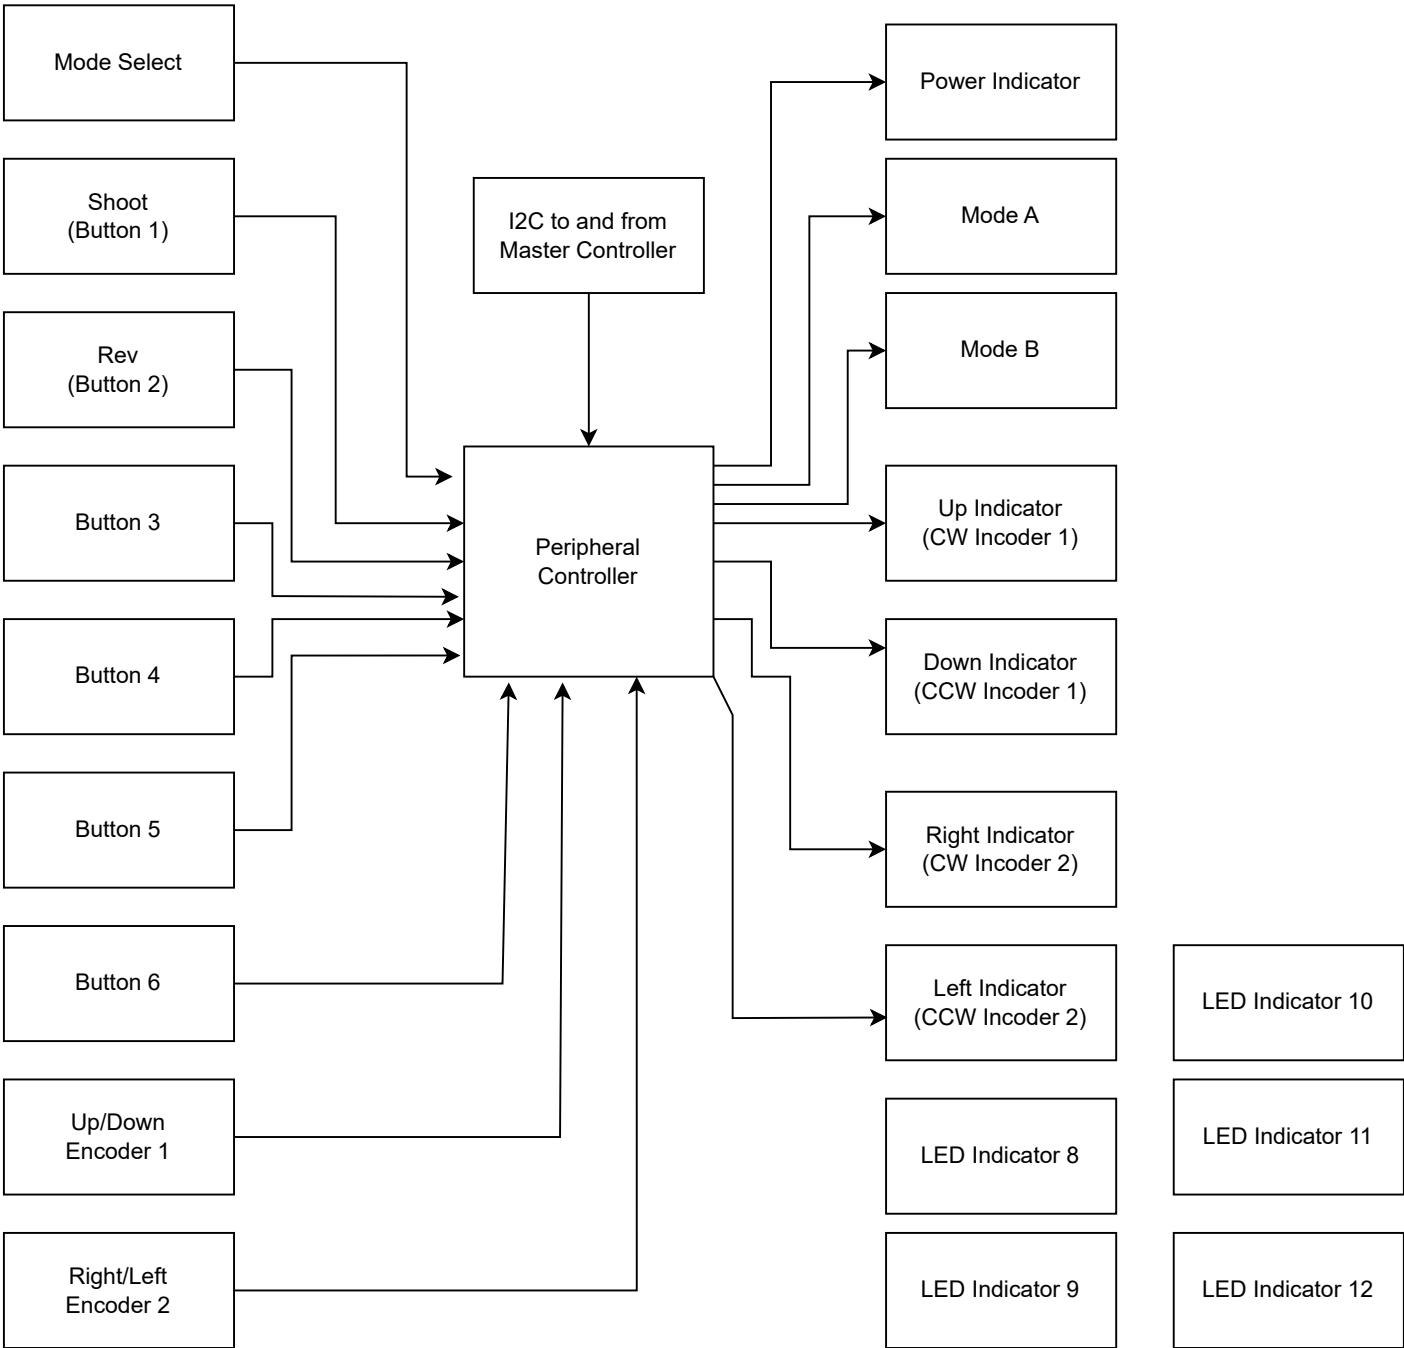 Mode Select
Shoot
(Button 1)
Rev
(Button 2)
Button 3
Button 4
Button 5
Button 6
Up/Down
Encoder 1
Right/Left
Encoder 2
I2C to and from
Master Controller
Peripheral
Controller
Power Indicator
Mode A
Mode B
Up Indicator
(CW Incoder 1)
Down Indicator
(CCW Incoder 1)
Right Indicator
(CW Incoder 2)
Left Indicator
(CCW Incoder 2)
LED Indicator 8
LED Indicator 9
LED Indicator 10
LED Indicator 11
LED Indicator 12